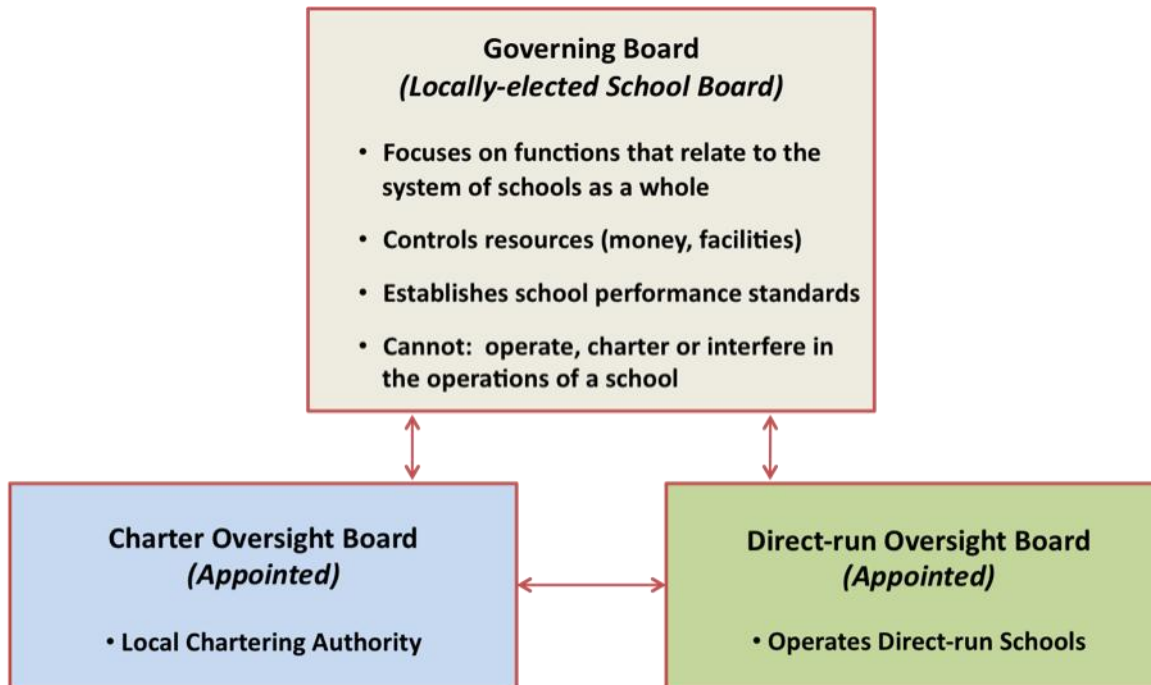 Governing Board
(Locally-elected School Board)
• Focuses on functions that relate to the
system of schools as a whole
• Controls resources (money, facilities)
• Establishes school performance standards
• Cannot:  operate, charter or interfere in
the operations of a school
Charter Oversight Board
(Appointed)
• Local Chartering Authority
Direct-run Oversight Board
(Appointed)
• Operates Direct-run Schools